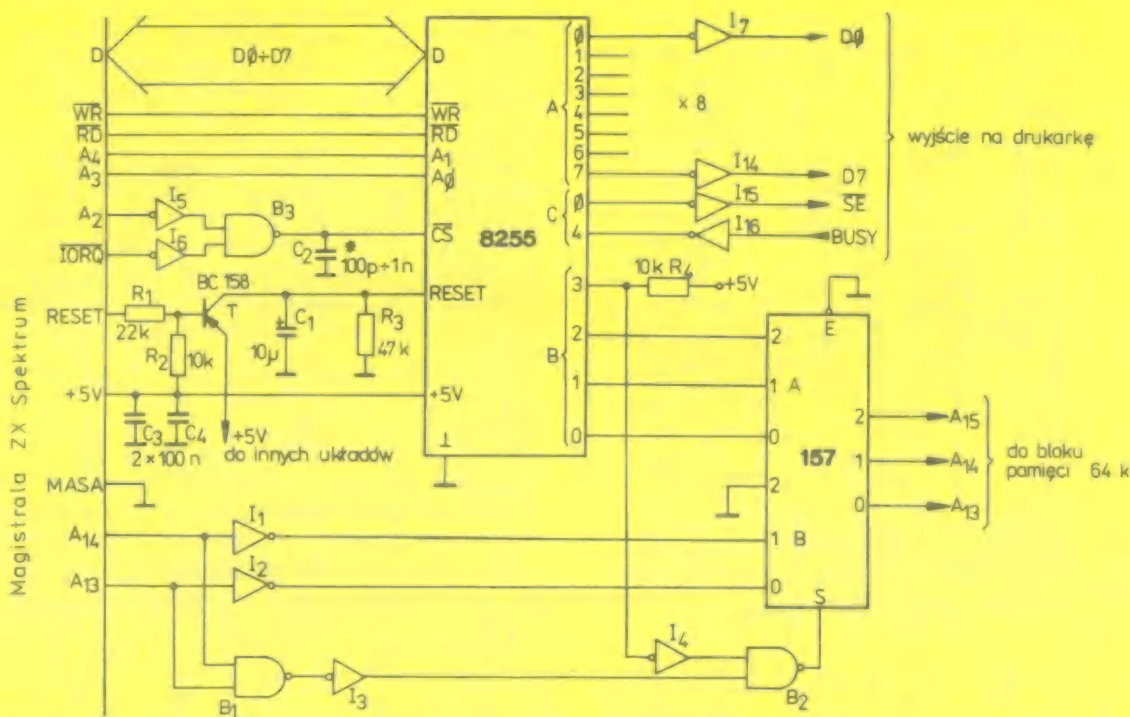 Magistrala ZX Spektrum
D
DØ÷D7
D
WR
WR
RD
RD
A4
A1
A3
AØ
A2
I5
B3
IORQ
I6
C2
*
100p÷1n
CS
8255
RESET
R1
22k
BC 158
T
R2
10k
C1
10µ
R3
47k
RESET
+5V
+5V
C3
C4
2×100n
+5V
do innych układów
⊥
MASA
A14
I1
A13
I2
B1
I3
A
Ø
1
2
3
4
5
6
7
C
Ø
4
B
3
2
1
0
I7
DØ
x 8
I14
D7
I15
SE
I16
BUSY
wyjście na drukarkę
10k R4
+5V
E
2
1 A
0
157
2
1 B
0
S
2
1
0
A15
A14
A13
do bloku
pamięci 64 k
I4
B2